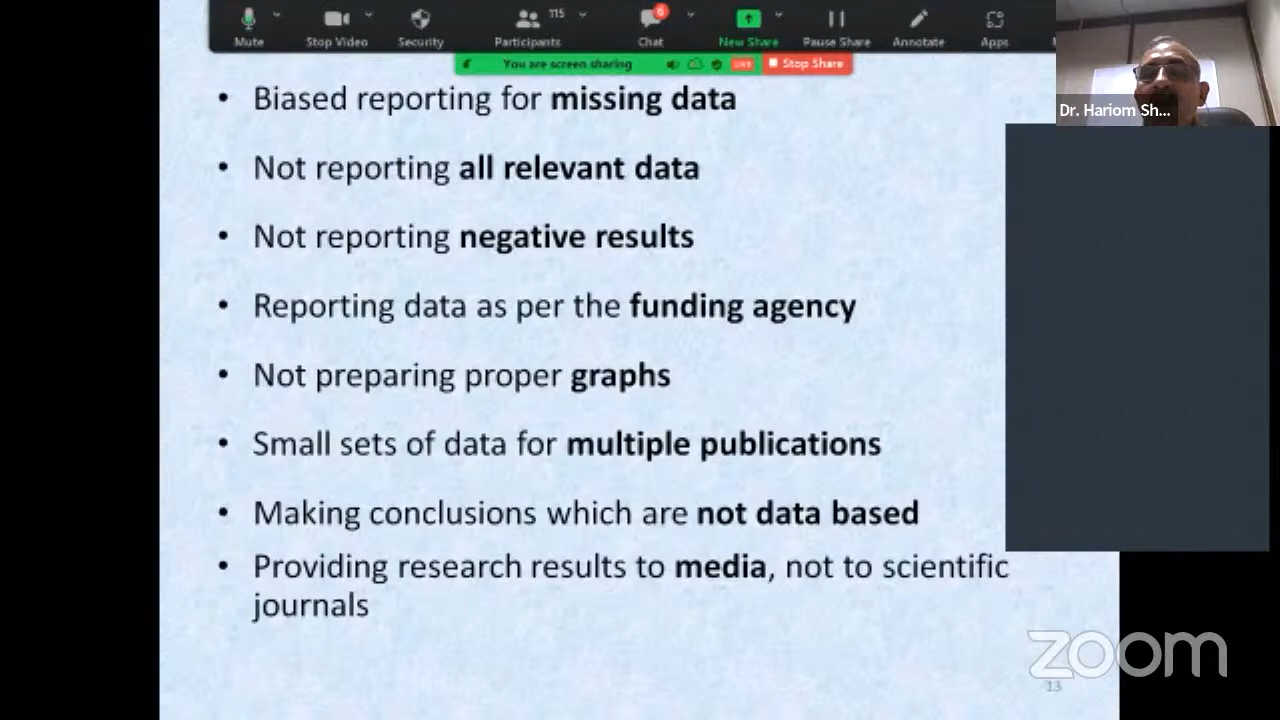 Mute
Stop Video
Security
Participants
115
Chat
6
New Share
Pause Share
Annotate
Apps
You are screen sharing
LIVE
Stop Share
Dr. Hariom Sh...
• Biased reporting for missing data
• Not reporting all relevant data
• Not reporting negative results
• Reporting data as per the funding agency
• Not preparing proper graphs
• Small sets of data for multiple publications
• Making conclusions which are not data based
• Providing research results to media, not to scientific
journals
zoom
13